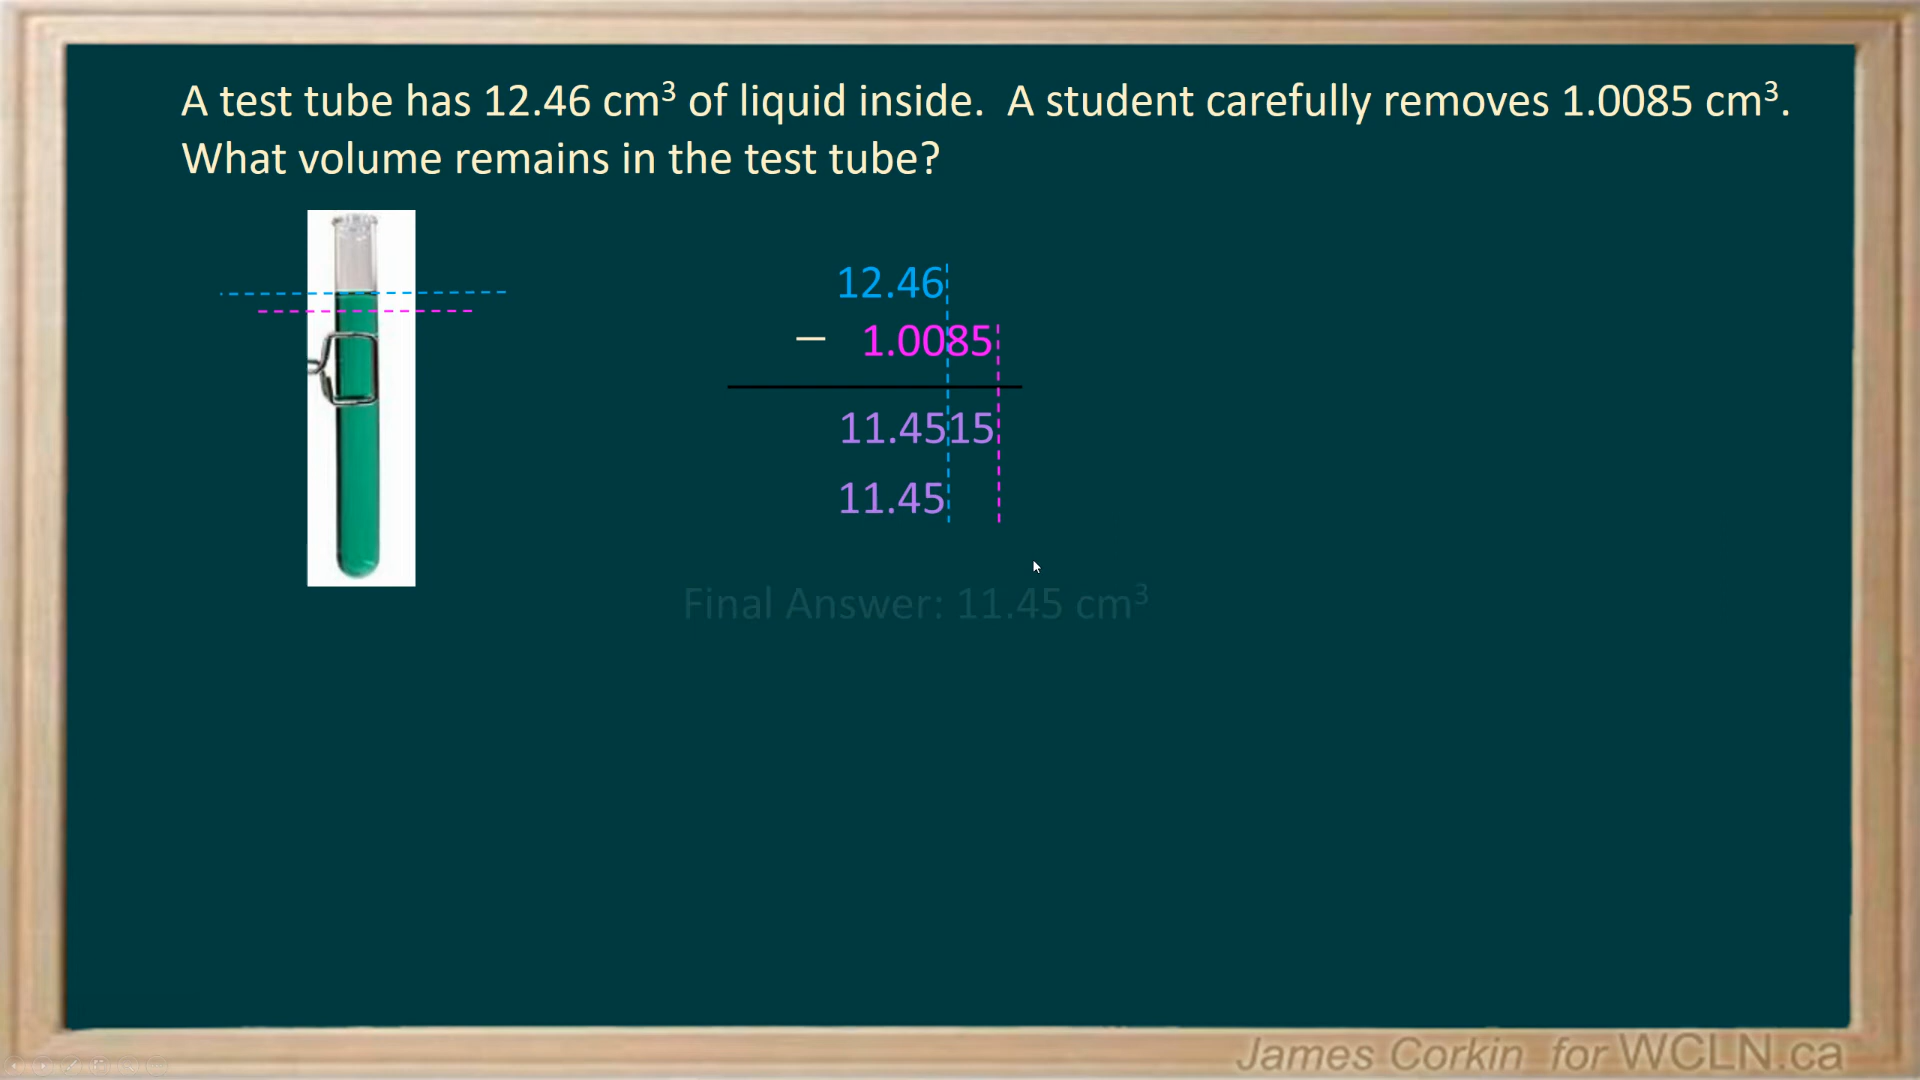 A test tube has 12.46 cm³ of liquid inside. A student carefully removes 1.0085 cm³.
What volume remains in the test tube?
12.46
– 1.0085
11.4515
11.45
Final Answer: 11.45 cm³
James Corkin for WCLN.ca